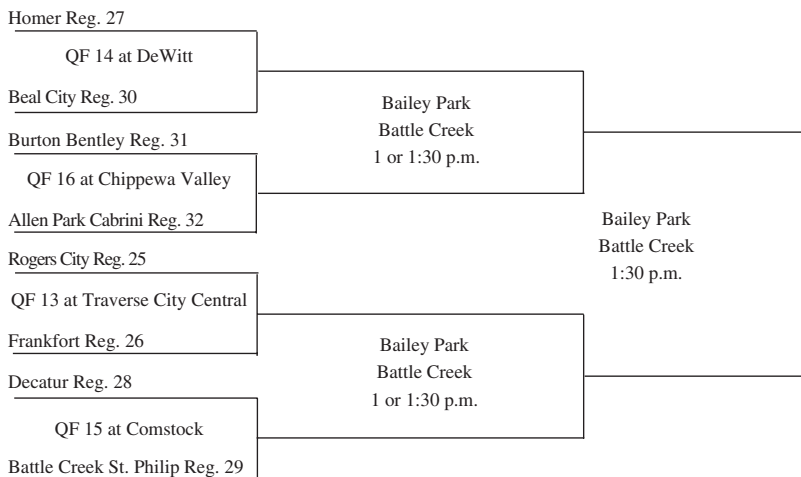 Homer Reg. 27
QF 14 at DeWitt
Beal City Reg. 30
Burton Bentley Reg. 31
QF 16 at Chippewa Valley
Allen Park Cabrini Reg. 32
Rogers City Reg. 25
QF 13 at Traverse City Central
Frankfort Reg. 26
Decatur Reg. 28
QF 15 at Comstock
Battle Creek St. Philip Reg. 29
Bailey Park
Battle Creek
1 or 1:30 p.m.
Bailey Park
Battle Creek
1 or 1:30 p.m.
Bailey Park
Battle Creek
1:30 p.m.